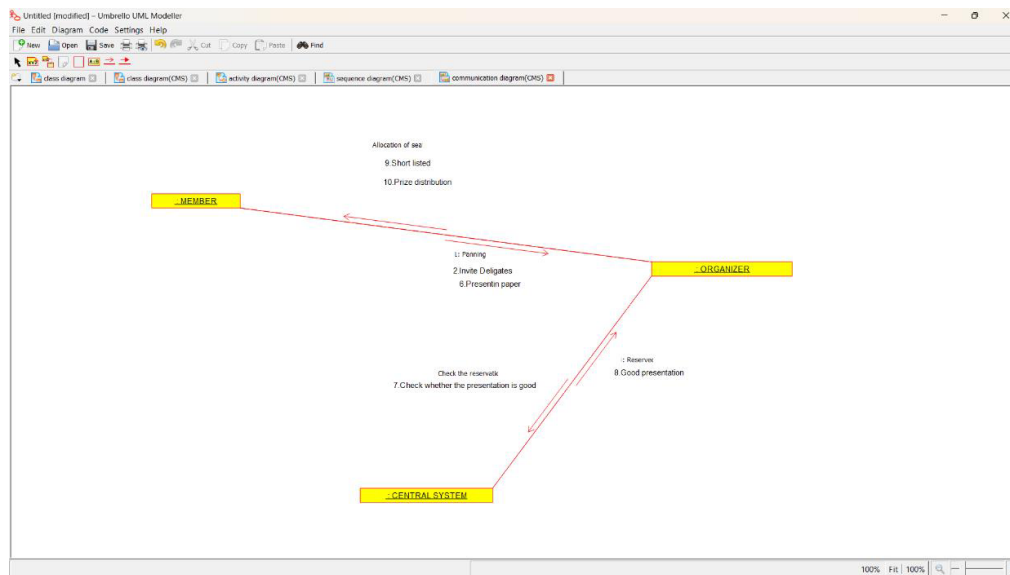 Untitled [modified] – Umbrello UML Modeller
File Edit Diagram Code Settings Help
New Open Save Cut Copy Paste Find
class diagram class diagram(CMS) activity diagram(CMS) sequence diagram(CMS) communication diagram(CMS)
Allocation of sea
9.Short listed
10.Prize distribution
: MEMBER
1: Panning
2.Invite Deligates
6.Presentin paper
: ORGANIZER
: Reserves
8.Good presentation
Check the reservatii
7.Check whether the presentation is good
: CENTRAL SYSTEM
100% Fit 100%